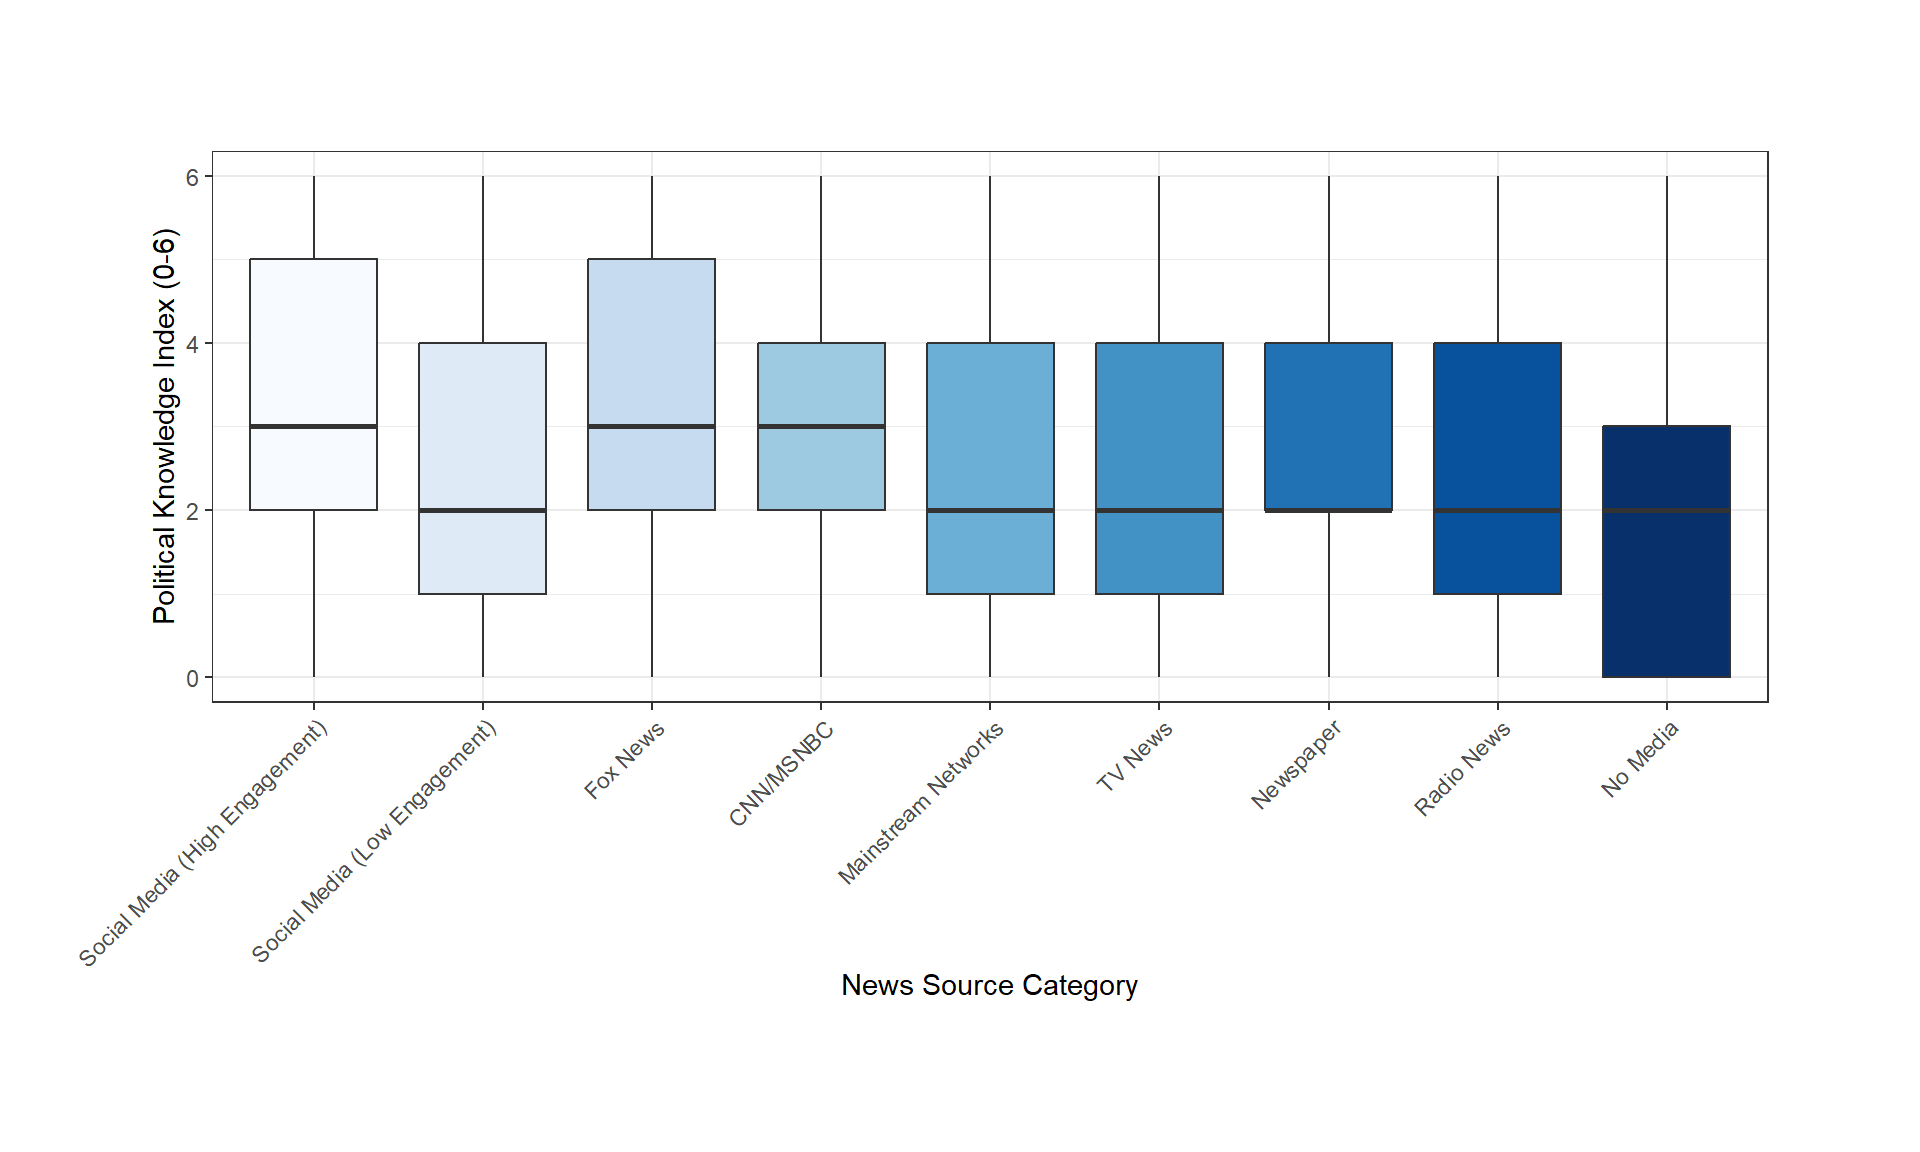 Political Knowledge Index (0-6)
6
4
2
0
Social Media (High Engagement)
Social Media (Low Engagement)
Fox News
CNN/MSNBC
Mainstream Networks
TV News
Newspaper
Radio News
No Media
News Source Category